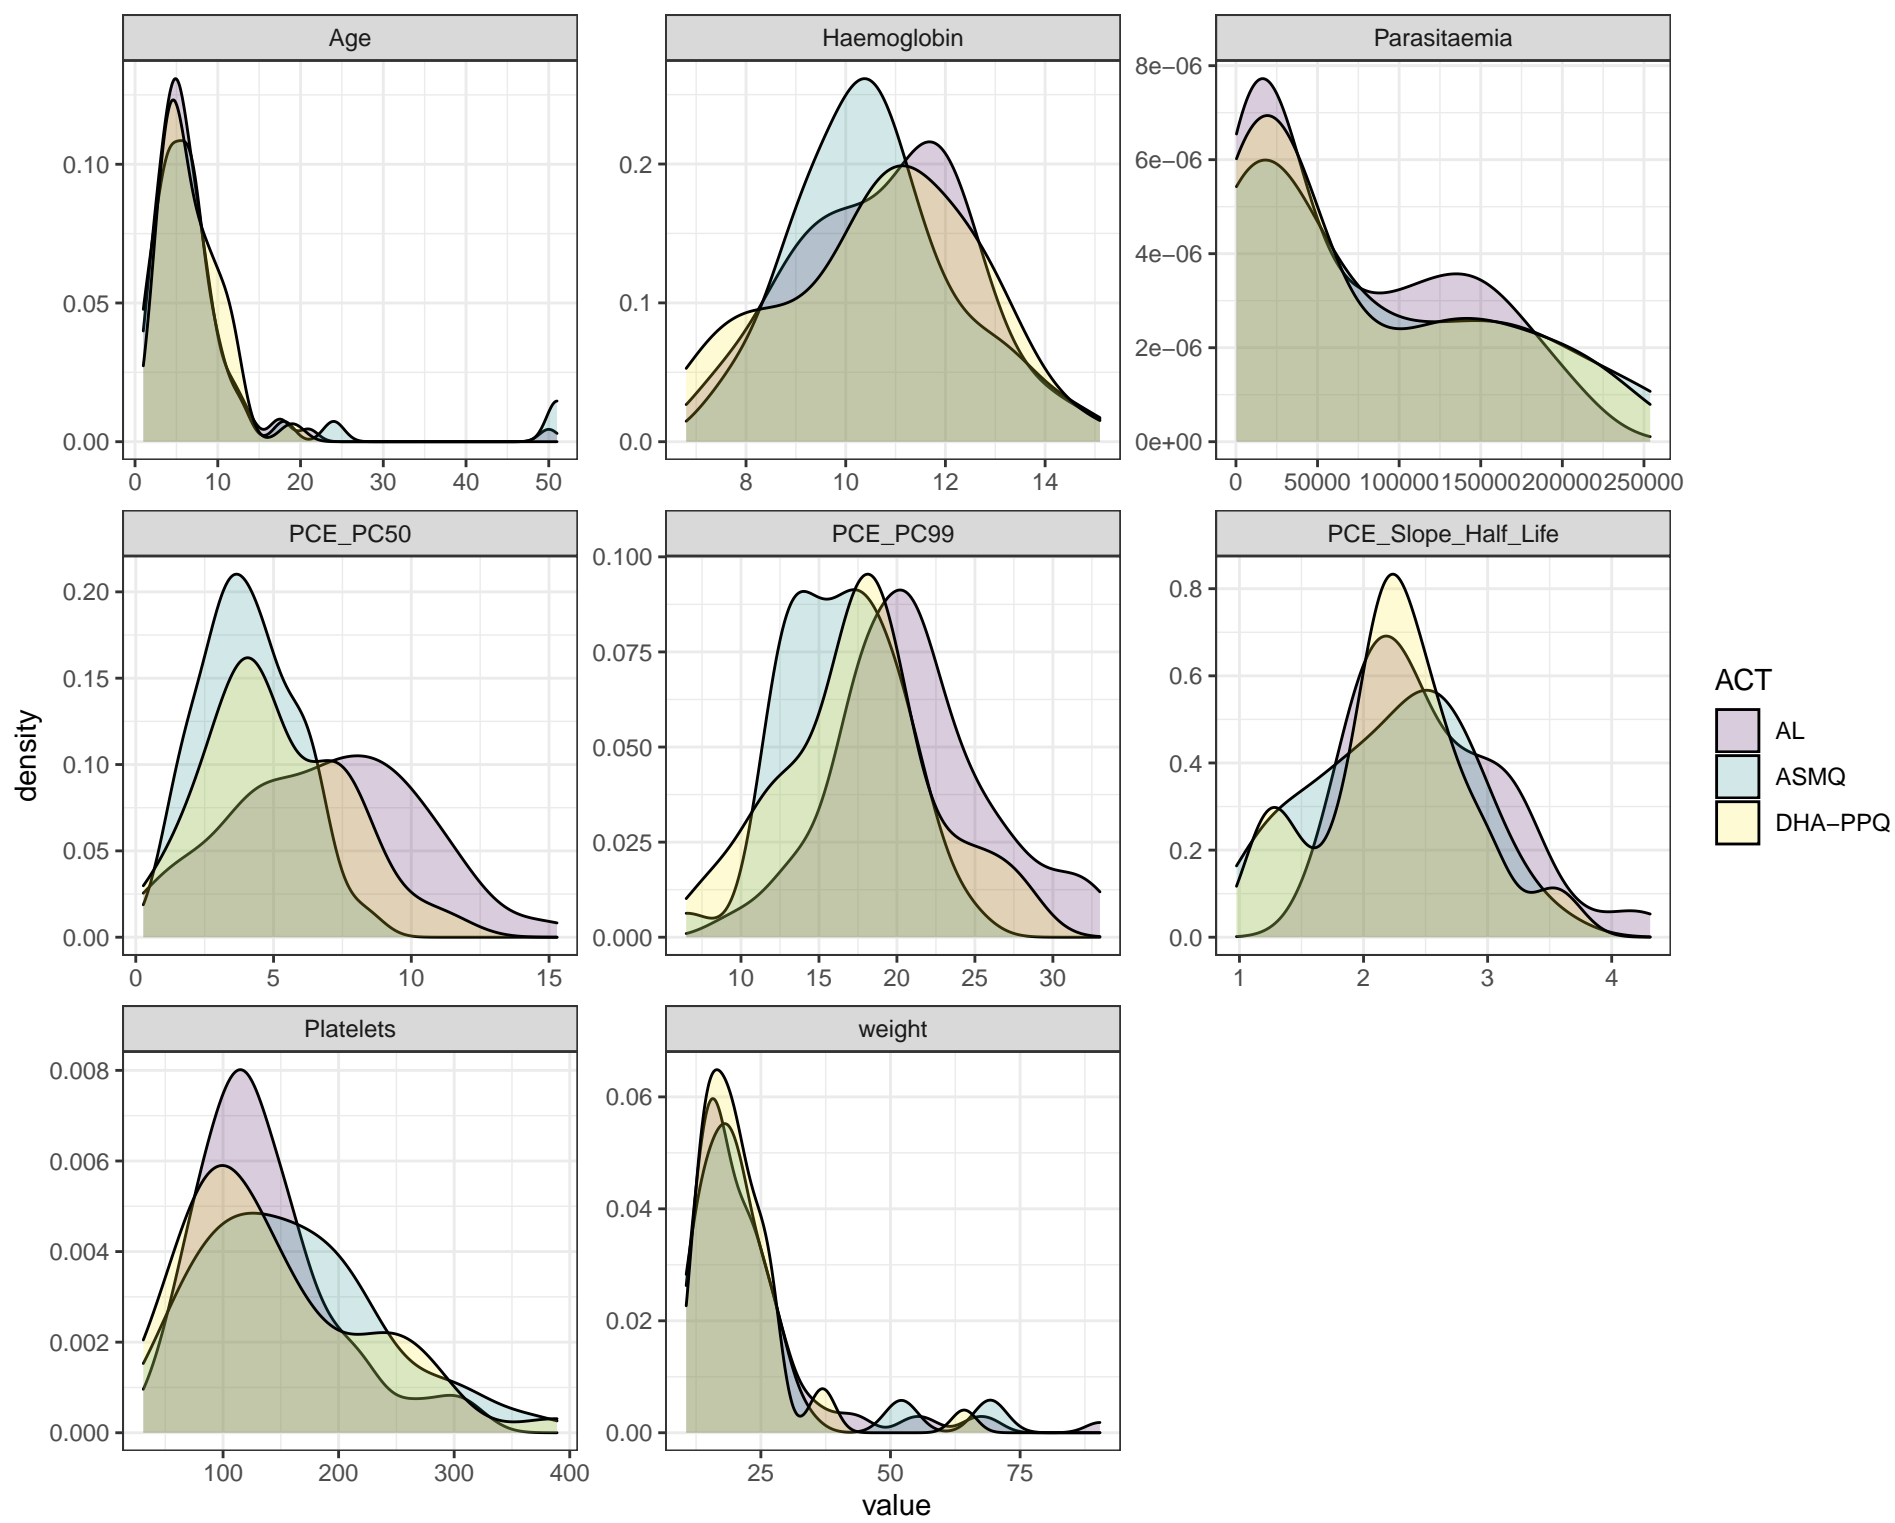 Age
Haemoglobin
Parasitaemia
0.10
0.05
0.00
0 10 20 30 40 50
0.2
0.1
0.0
8 10 12 14
8e−06
6e−06
4e−06
2e−06
0e+00
0 50000 100000 150000 200000 250000
PCE_PC50
PCE_PC99
PCE_Slope_Half_Life
0.20
0.15
0.10
0.05
0.00
0 5 10 15
0.100
0.075
0.050
0.025
0.000
10 15 20 25 30
0.8
0.6
0.4
0.2
0.0
1 2 3 4
Platelets
weight
0.008
0.006
0.004
0.002
0.000
100 200 300 400
0.06
0.04
0.02
0.00
25 50 75
density
value
ACT
AL
ASMQ
DHA−PPQ